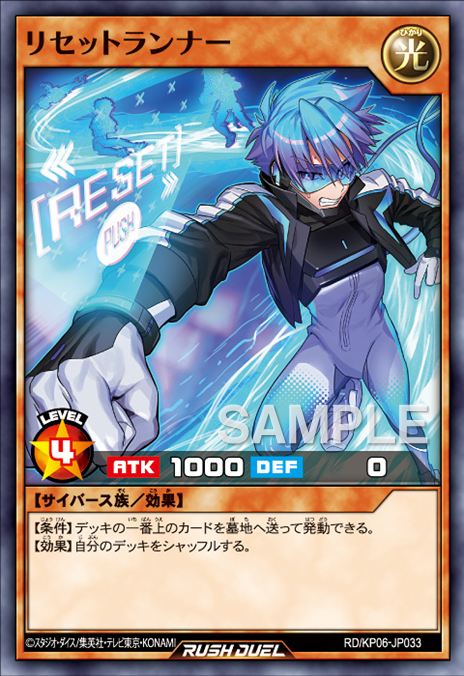 リセットランナー
ひかり
光
[RESET]
PUSH
SAMPLE
LEVEL
4
ATK 1000 DEF 0
【サイバース族／効果】
【条件】デッキの一番上のカードを墓地へ送って発動できる。
【効果】自分のデッキをシャッフルする。
©スタジオ・ダイス/集英社・テレビ東京・KONAMI
RUSH DUEL
RD/KP06-JP033